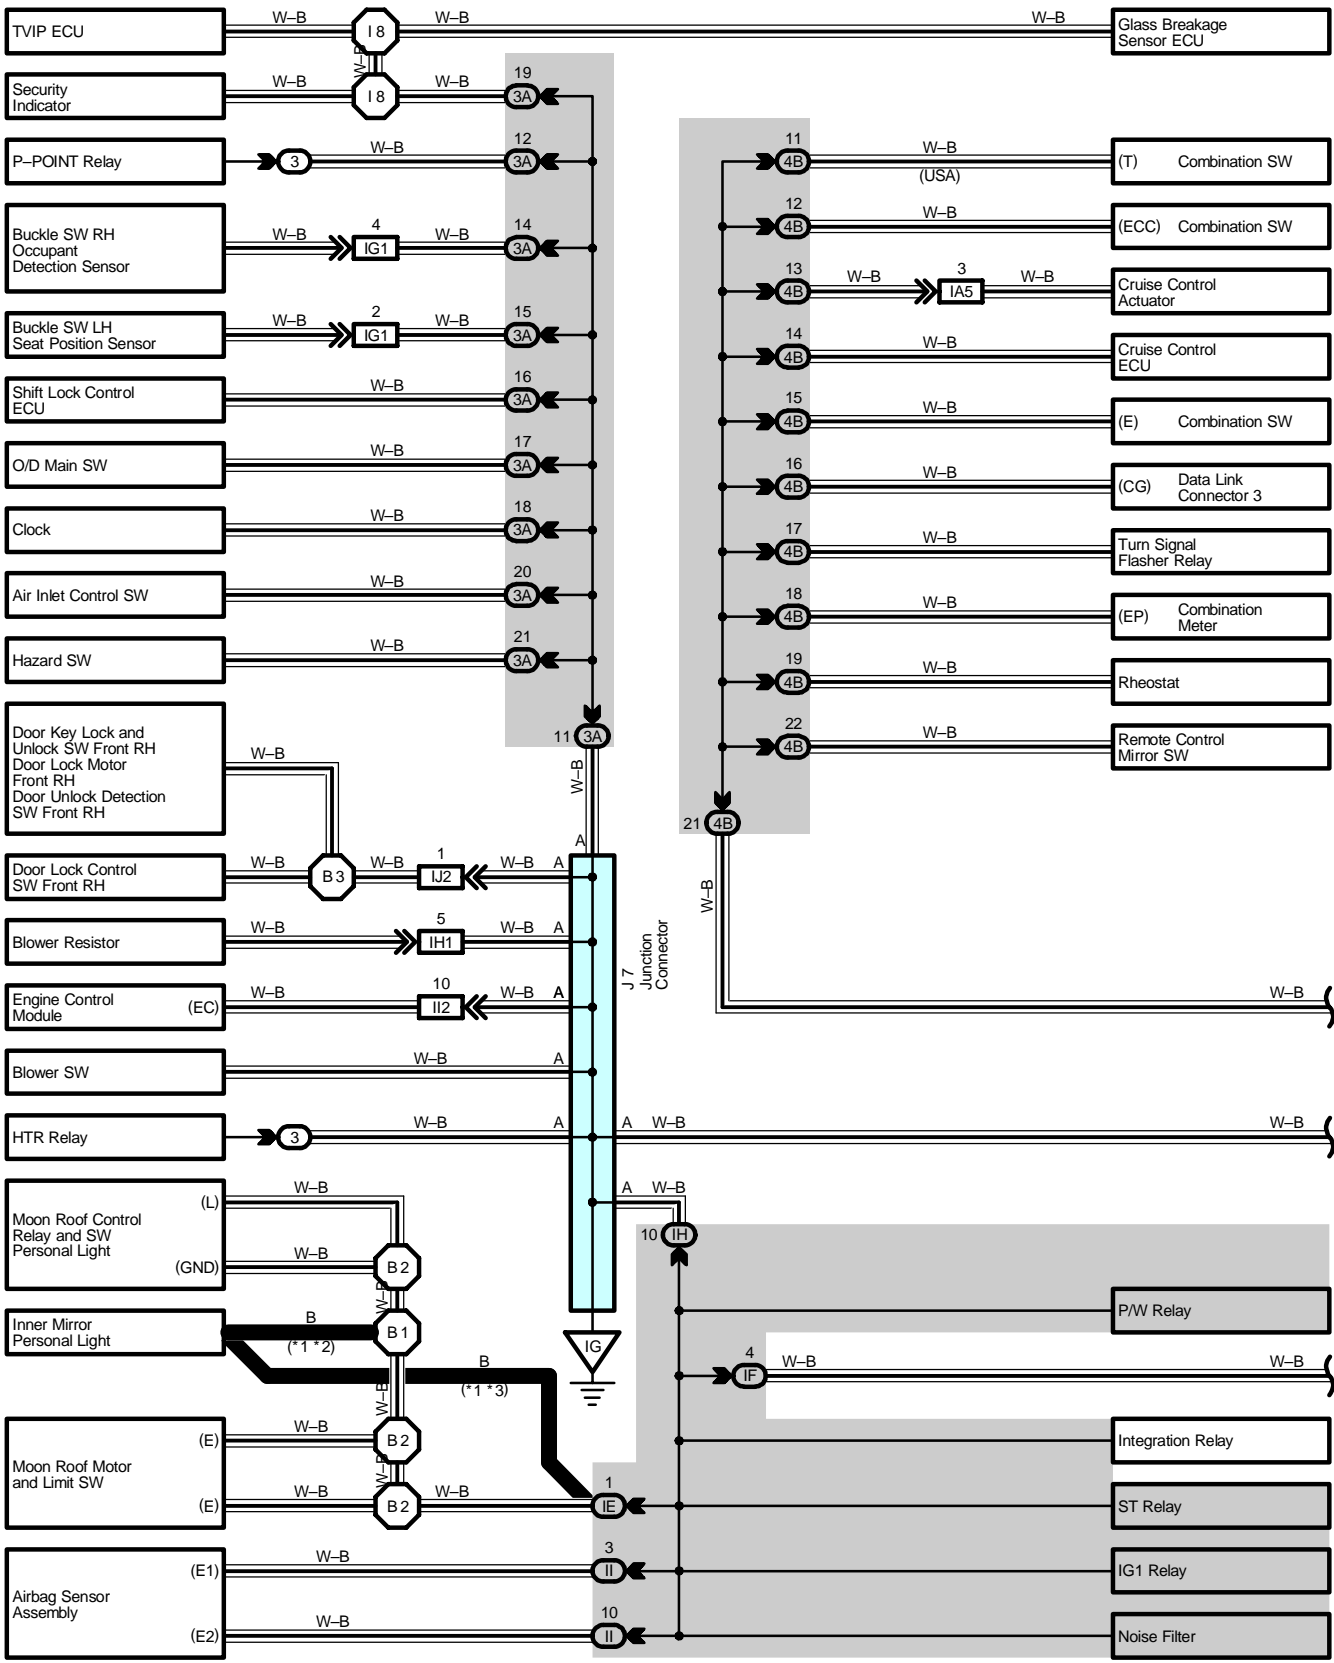 TVIP ECU
W–B
I 8
W–B
W–B
Glass Breakage
Sensor ECU
W–B
Security
Indicator
W–B
I 8
W–B
19
3A
P–POINT Relay
3
W–B
12
3A
11
4B
W–B
(USA)
(T) Combination SW
Buckle SW RH
Occupant
Detection Sensor
W–B
4
IG1
W–B
14
3A
12
4B
W–B
(ECC) Combination SW
13
4B
W–B
3
IA5
W–B
Cruise Control
Actuator
Buckle SW LH
Seat Position Sensor
W–B
2
IG1
W–B
15
3A
14
4B
W–B
Cruise Control
ECU
Shift Lock Control
ECU
W–B
16
3A
15
4B
W–B
(E) Combination SW
O/D Main SW
W–B
17
3A
16
4B
W–B
(CG) Data Link
Connector 3
Clock
W–B
18
3A
17
4B
W–B
Turn Signal
Flasher Relay
Air Inlet Control SW
W–B
20
3A
18
4B
W–B
(EP) Combination
Meter
Hazard SW
W–B
21
3A
19
4B
W–B
Rheostat
11 3A
22
4B
W–B
Remote Control
Mirror SW
Door Key Lock and
Unlock SW Front RH
Door Lock Motor
Front RH
Door Unlock Detection
SW Front RH
W–B
W–B
A
21 4B
W–B
Door Lock Control
SW Front RH
W–B
B 3
W–B
1
IJ2
W–B A
Blower Resistor
W–B
5
IH1
W–B A
J 7
Junction
Connector
Engine Control
Module
(EC)
W–B
10
II2
W–B A
W–B
Blower SW
W–B A
HTR Relay
3
W–B A
A W–B
W–B
Moon Roof Control
Relay and SW
Personal Light
(L)
W–B
(GND)
W–B
B 2
W–B
A W–B
10 IH
P/W Relay
Inner Mirror
Personal Light
B
(*1 *2)
B 1
B
(*1 *3)
W–B
IG
4
IF
W–B
W–B
Moon Roof Motor
and Limit SW
(E)
W–B
B 2
W–B
Integration Relay
(E)
W–B
B 2
W–B
1
IE
ST Relay
Airbag Sensor
Assembly
(E1)
W–B
3
II
IG1 Relay
(E2)
W–B
10
II
Noise Filter